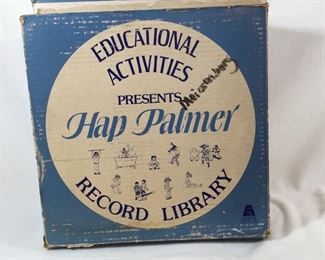 EDUCATIONAL
ACTIVITIES
PRESENTS
Hap Palmer
RECORD LIBRARY